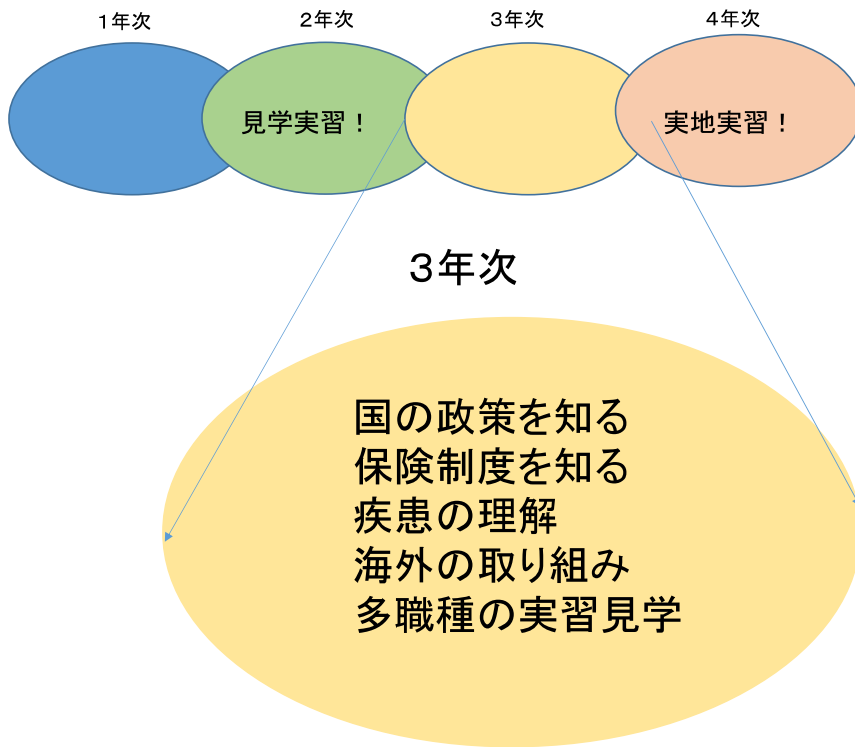 １年次
２年次
３年次
４年次
見学実習！
実地実習！
３年次
国の政策を知る
保険制度を知る
疾患の理解
海外の取り組み
多職種の実習見学